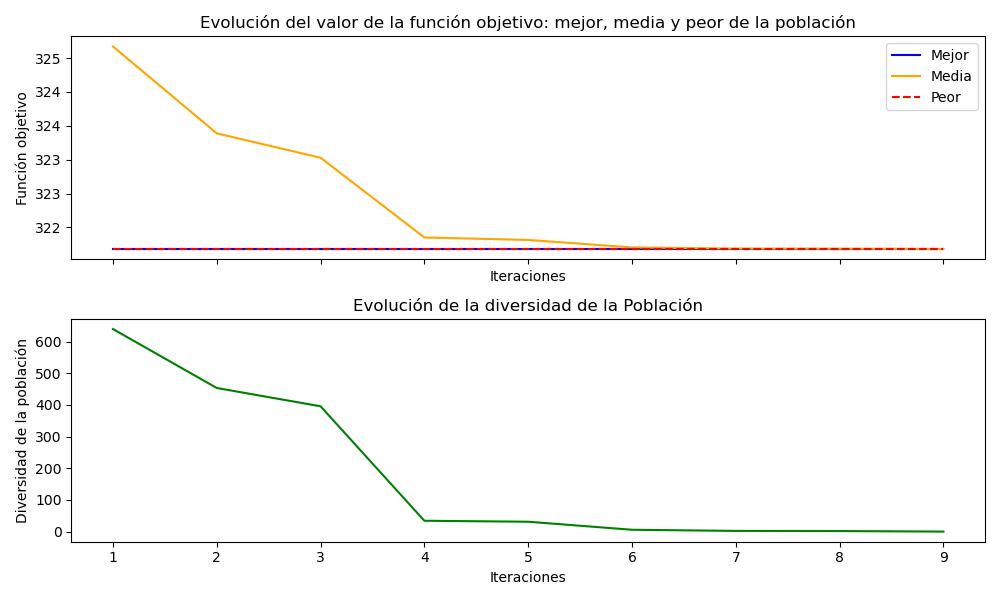 Evolución del valor de la función objetivo: mejor, media y peor de la población
Función objetivo
325
324
324
323
323
322
Mejor
Media
Peor
Iteraciones
Evolución de la diversidad de la Población
Diversidad de la población
600
500
400
300
200
100
0
1 2 3 4 5 6 7 8 9
Iteraciones